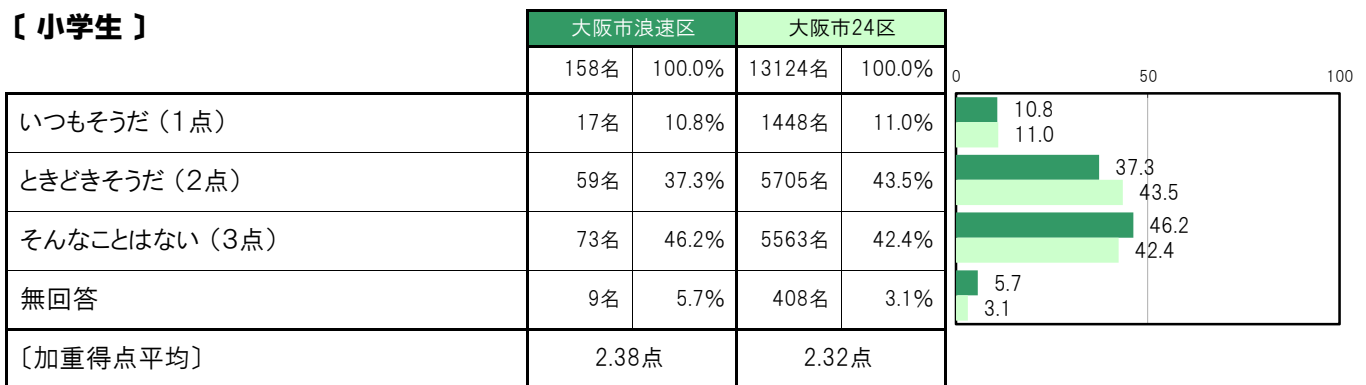 〔 小学生 〕
大阪市浪速区 大阪市24区
158名 100.0% 13124名 100.0%
0 50 100
いつもそうだ（1点） 17名 10.8% 1448名 11.0%
10.8
11.0
ときどきそうだ（2点） 59名 37.3% 5705名 43.5%
37.3
43.5
そんなことはない（3点） 73名 46.2% 5563名 42.4%
46.2
42.4
無回答 9名 5.7% 408名 3.1%
5.7
3.1
〔加重得点平均〕 2.38点 2.32点